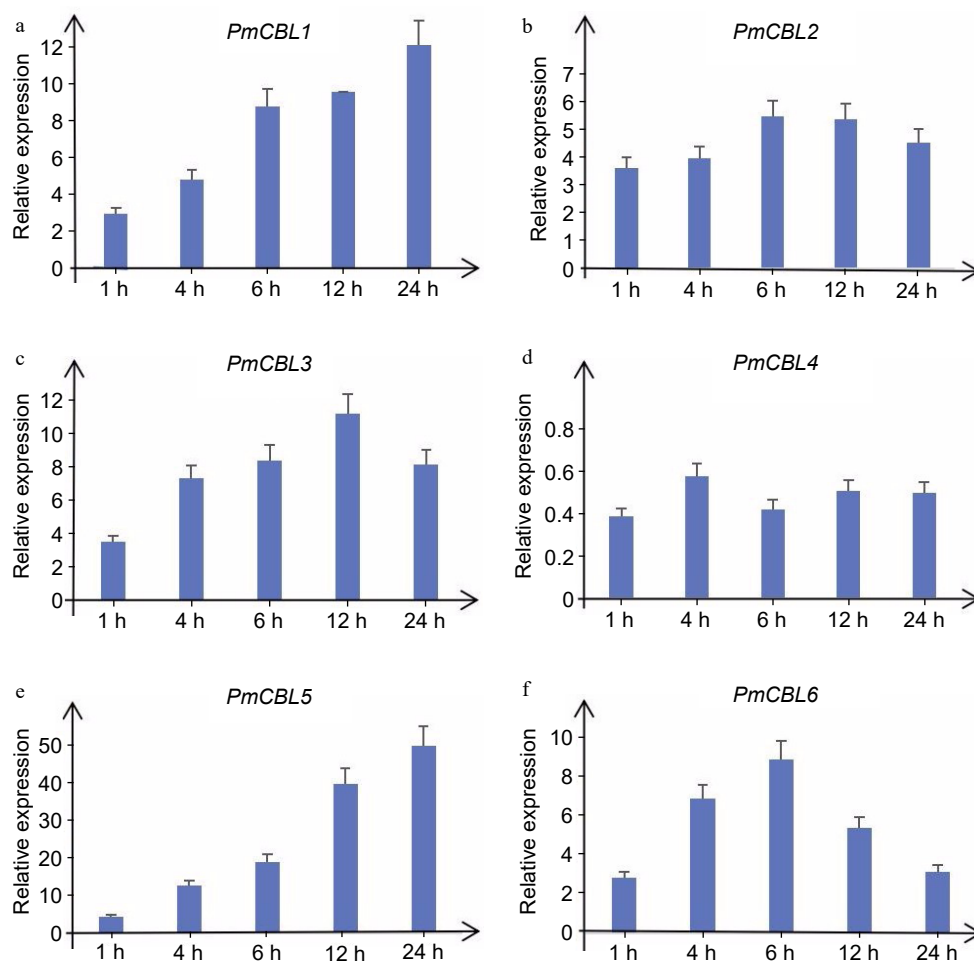 a
PmCBL1
Relative expression
12
10
8
6
4
2
0
1 h 4 h 6 h 12 h 24 h
b
PmCBL2
Relative expression
7
6
5
4
3
2
1
0
1 h 4 h 6 h 12 h 24 h
c
PmCBL3
Relative expression
12
10
8
6
4
2
0
1 h 4 h 6 h 12 h 24 h
d
PmCBL4
Relative expression
0.8
0.6
0.4
0.2
0
1 h 4 h 6 h 12 h 24 h
e
PmCBL5
Relative expression
50
40
30
20
10
0
1 h 4 h 6 h 12 h 24 h
f
PmCBL6
Relative expression
10
8
6
4
2
0
1 h 4 h 6 h 12 h 24 h